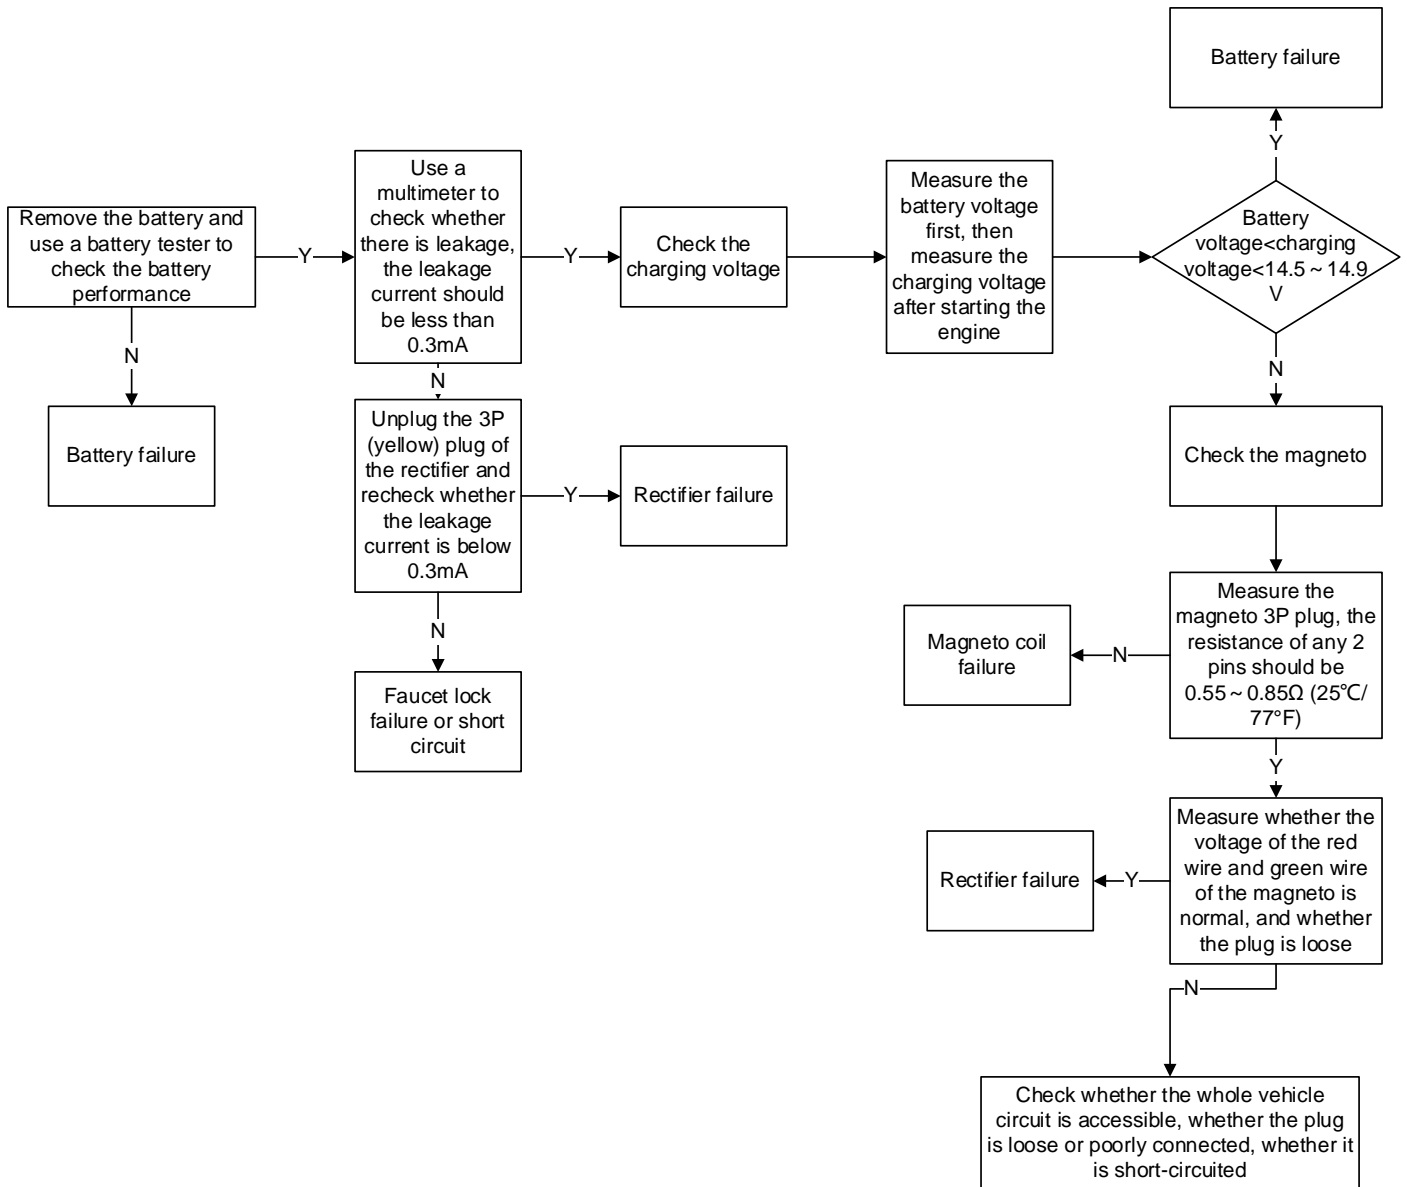 Battery failure
Y
Battery
voltage<charging
voltage<14.5～14.9
V
N
Remove the battery and
use a battery tester to
check the battery
performance
Y
N
Battery failure
Use a
multimeter to
check whether
there is leakage,
the leakage
current should
be less than
0.3mA
Y
N
Check the
charging voltage
Measure the
battery voltage
first, then
measure the
charging voltage
after starting the
engine
Unplug the 3P
(yellow) plug of
the rectifier and
recheck whether
the leakage
current is below
0.3mA
Y
Rectifier failure
N
Faucet lock
failure or short
circuit
Check the magneto
Measure the
magneto 3P plug, the
resistance of any 2
pins should be
0.55～0.85Ω (25℃/
77°F)
N
Magneto coil
failure
Y
Measure whether the
voltage of the red
wire and green wire
of the magneto is
normal, and whether
the plug is loose
Y
Rectifier failure
N
Check whether the whole vehicle
circuit is accessible, whether the plug
is loose or poorly connected, whether it
is short-circuited